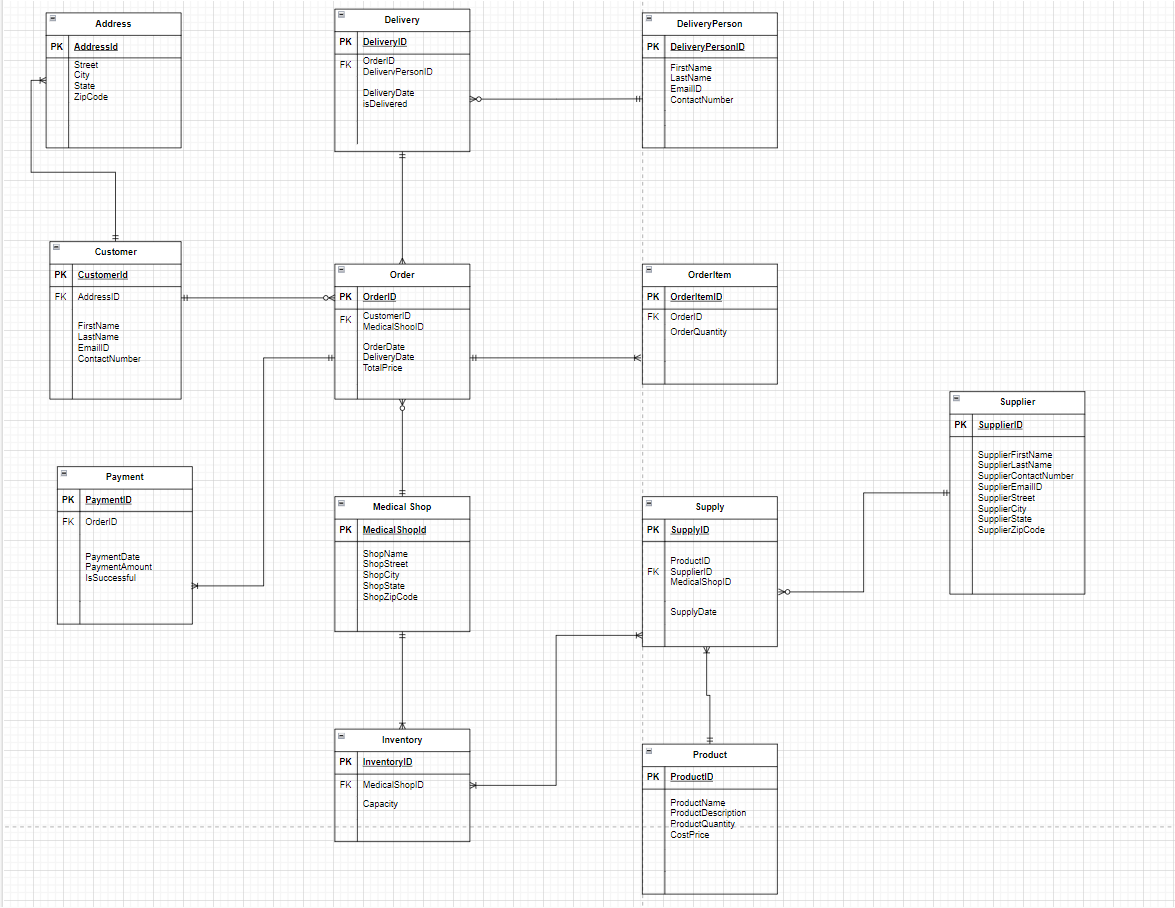 Address
PK AddressId
Street
City
State
ZipCode
Delivery
PK DeliveryID
FK OrderID
DeliveryPersonID
DeliveryDate
isDelivered
DeliveryPerson
PK DeliveryPersonID
FirstName
LastName
EmailID
ContactNumber
Customer
PK CustomerId
FK AddressID
FirstName
LastName
EmailID
ContactNumber
Order
PK OrderID
FK CustomerID
MedicalShopID
OrderDate
DeliveryDate
TotalPrice
OrderItem
PK OrderItemID
FK OrderID
OrderQuantity
Supplier
PK SupplierID
SupplierFirstName
SupplierLastName
SupplierContactNumber
SupplierEmailID
SupplierStreet
SupplierCity
SupplierState
SupplierZipCode
Payment
PK PaymentID
FK OrderID
PaymentDate
PaymentAmount
IsSuccessful
Medical Shop
PK MedicalShopId
ShopName
ShopStreet
ShopCity
ShopState
ShopZipCode
Supply
PK SupplyID
ProductID
FK SupplierID
MedicalShopID
SupplyDate
Inventory
PK InventoryID
FK MedicalShopID
Capacity
Product
PK ProductID
ProductName
ProductDescription
ProductQuantity
CostPrice